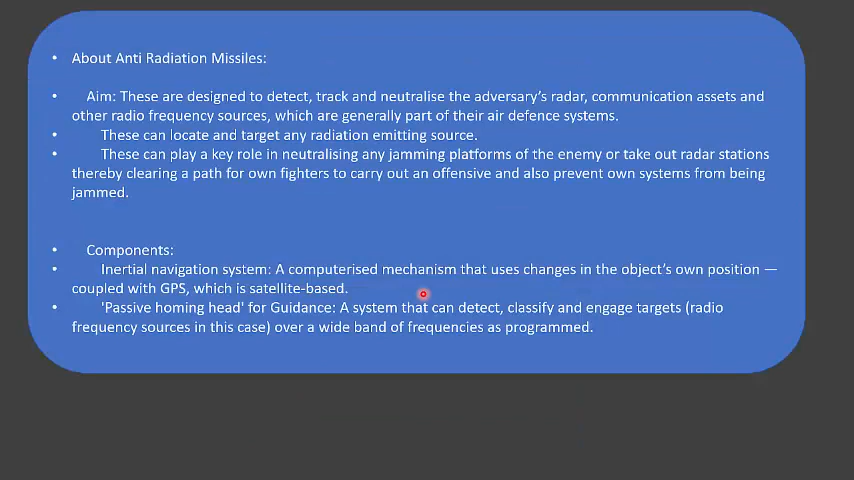 • About Anti Radiation Missiles:
• Aim: These are designed to detect, track and neutralise the adversary's radar, communication assets and
other radio frequency sources, which are generally part of their air defence systems.
• These can locate and target any radiation emitting source.
• These can play a key role in neutralising any jamming platforms of the enemy or take out radar stations
thereby clearing a path for own fighters to carry out an offensive and also prevent own systems from being
jammed.
• Components:
• Inertial navigation system: A computerised mechanism that uses changes in the object's own position —
coupled with GPS, which is satellite-based.
• 'Passive homing head' for Guidance: A system that can detect, classify and engage targets (radio
frequency sources in this case) over a wide band of frequencies as programmed.